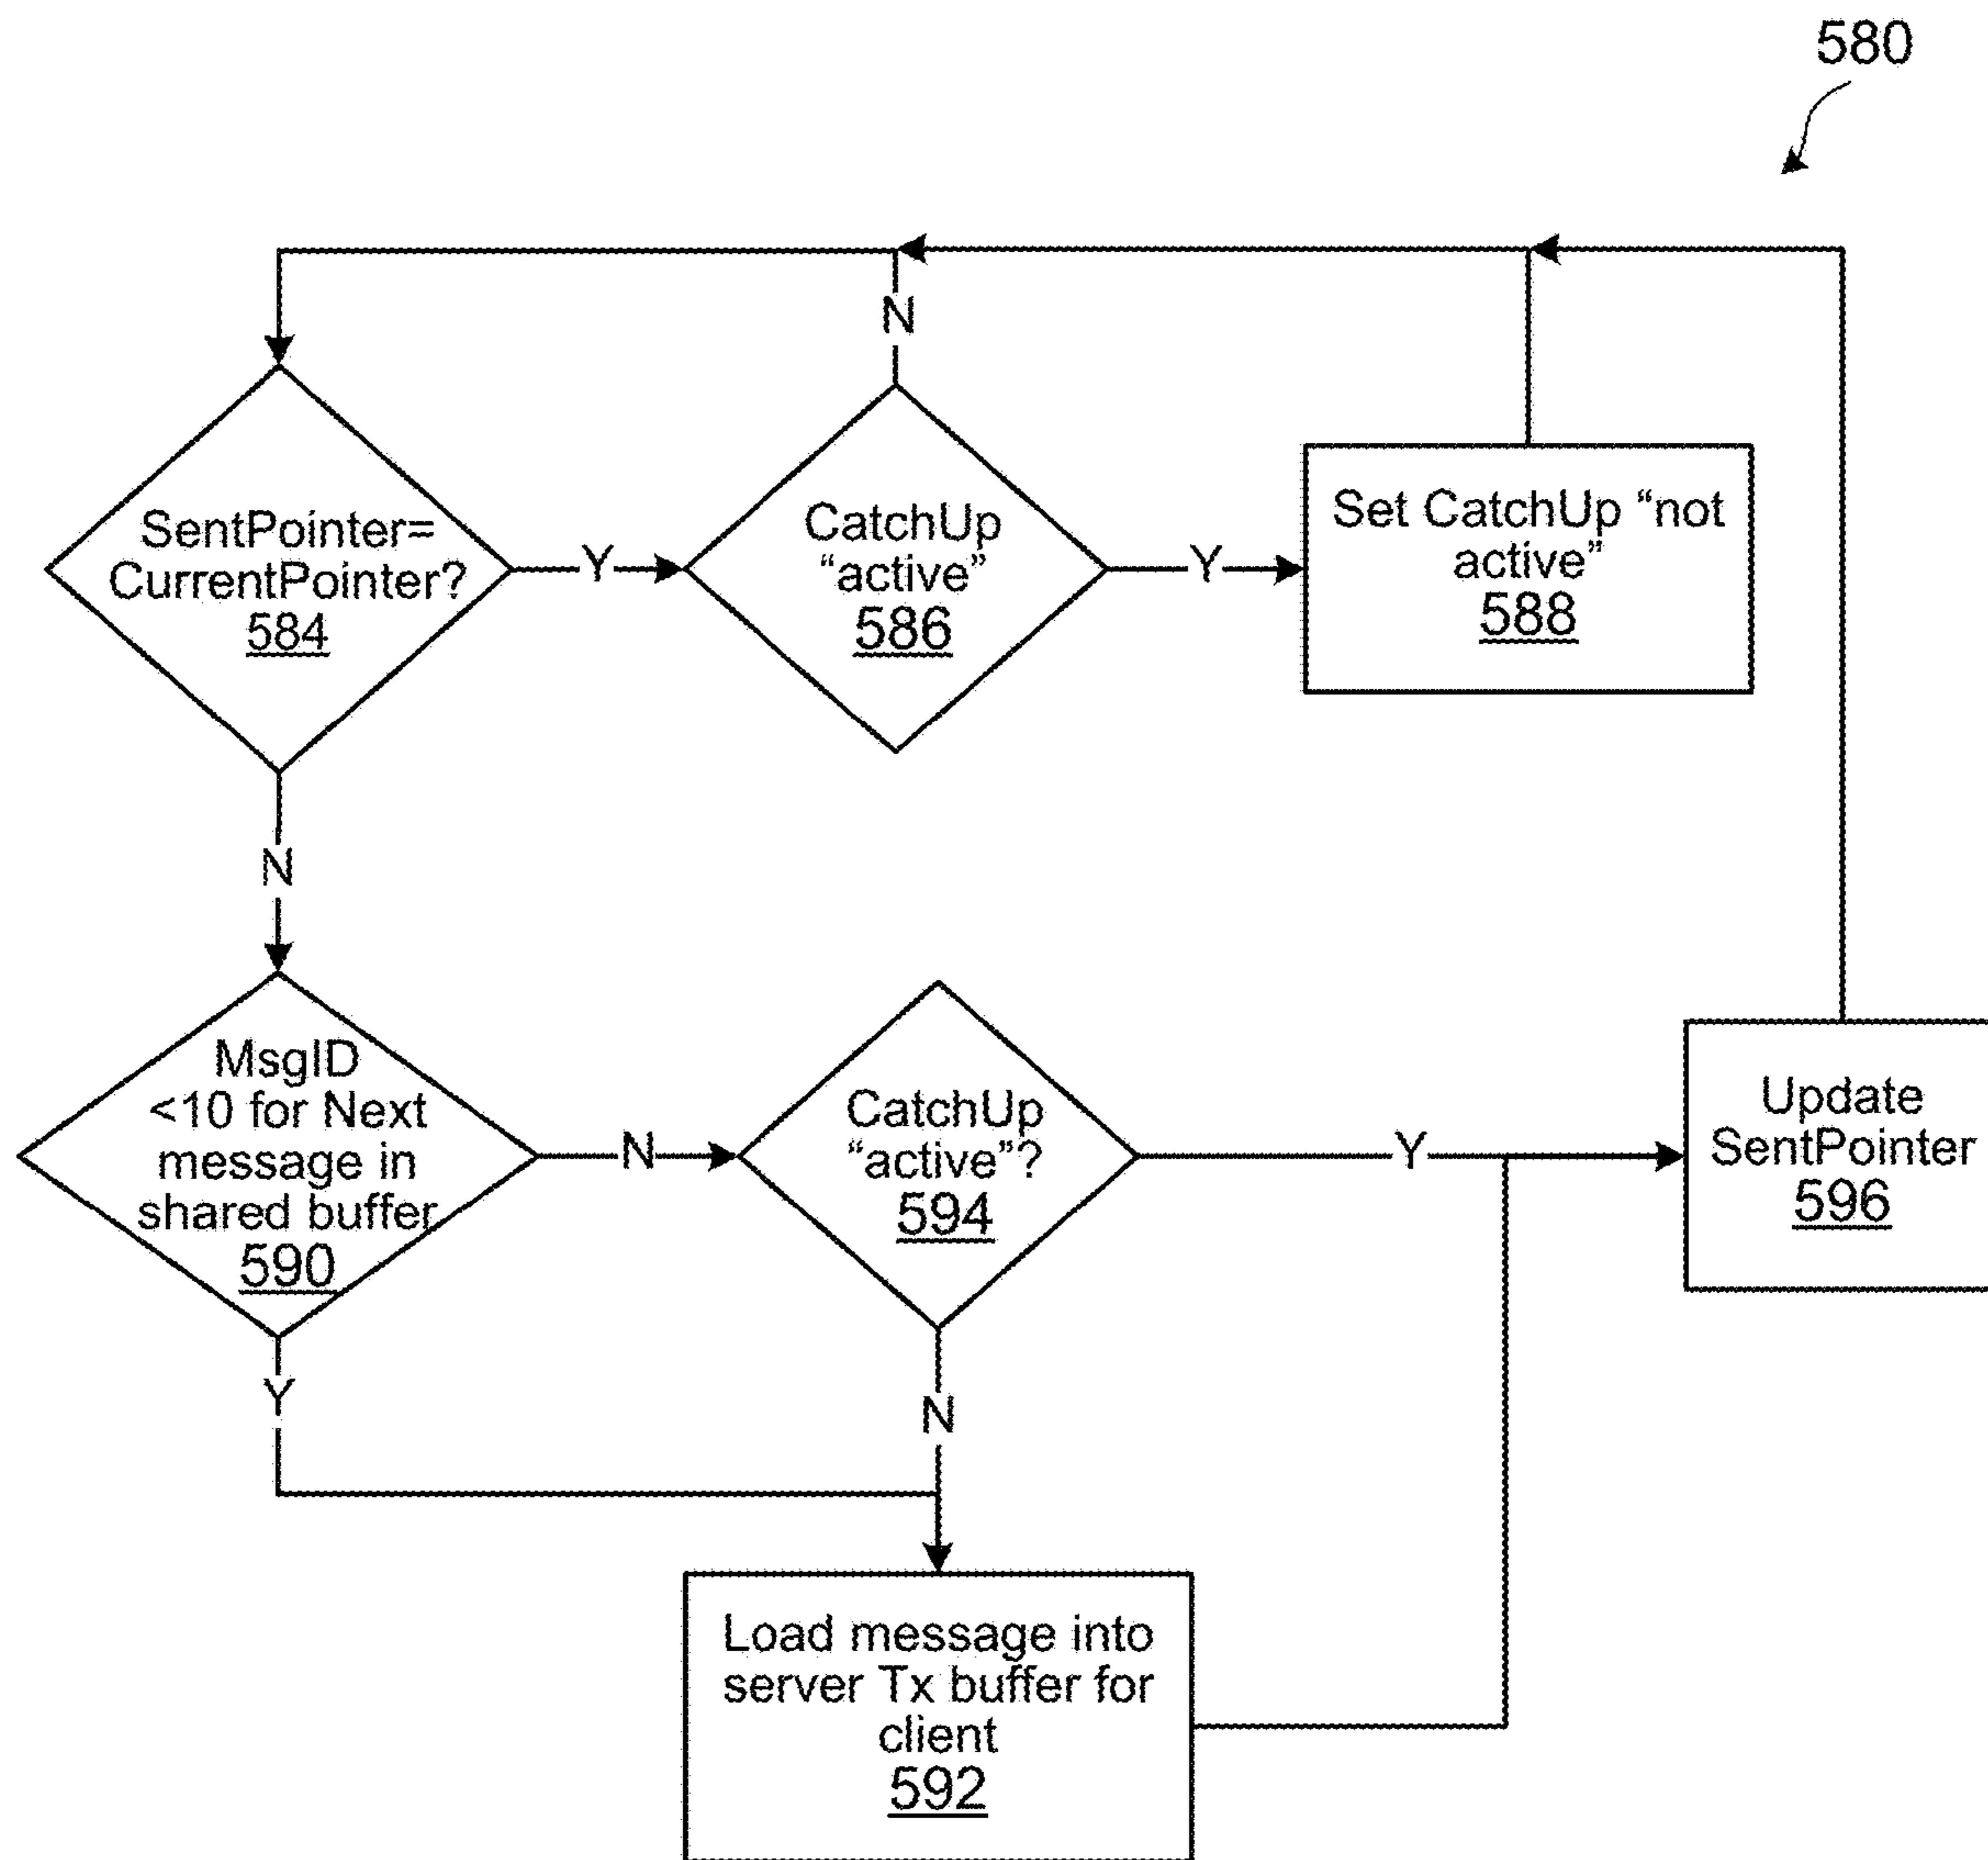 580
N
SentPointer=
CurrentPointer?
584
Y
CatchUp
“active”
586
Y
Set CatchUp “not
active”
588
N
MsgID
<10 for Next
message in
shared buffer
590
N
CatchUp
“active”?
594
Y
Update
SentPointer
596
Y
N
Load message into
server Tx buffer for
client
592